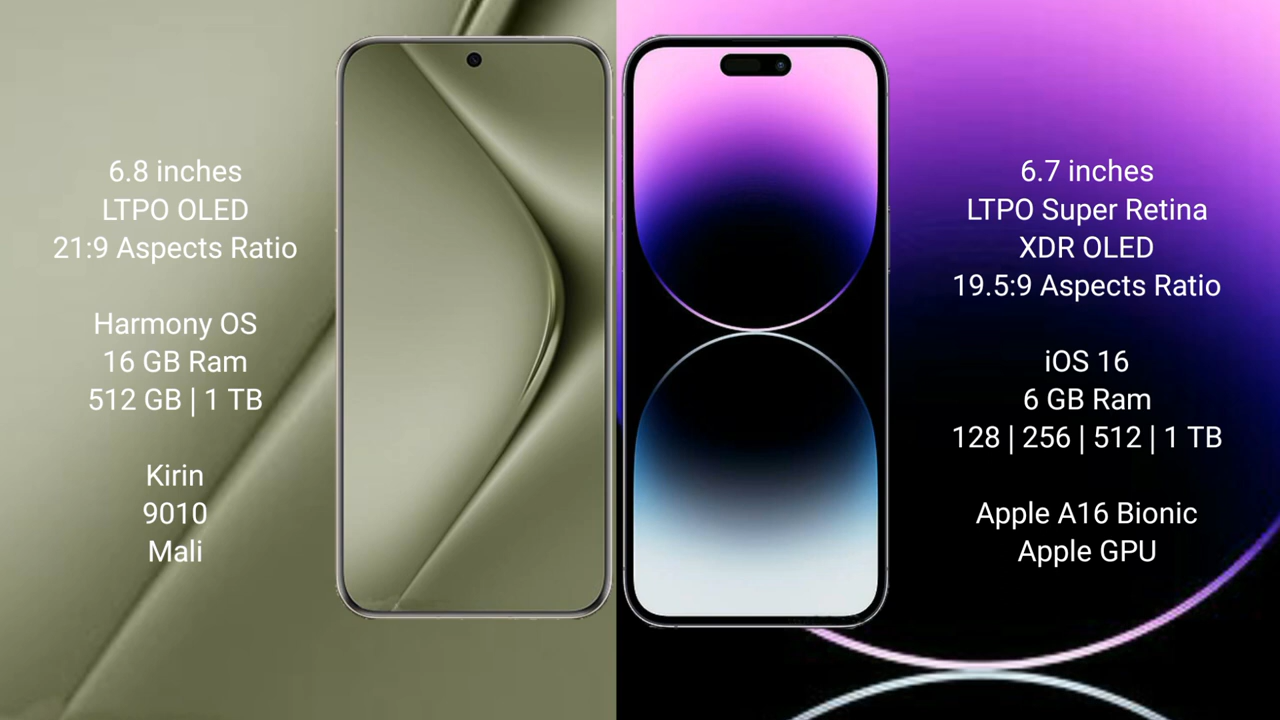 6.8 inches
LTPO OLED
21:9 Aspects Ratio
Harmony OS
16 GB Ram
512 GB | 1 TB
Kirin
9010
Mali
6.7 inches
LTPO Super Retina
XDR OLED
19.5:9 Aspects Ratio
iOS 16
6 GB Ram
128 | 256 | 512 | 1 TB
Apple A16 Bionic
Apple GPU